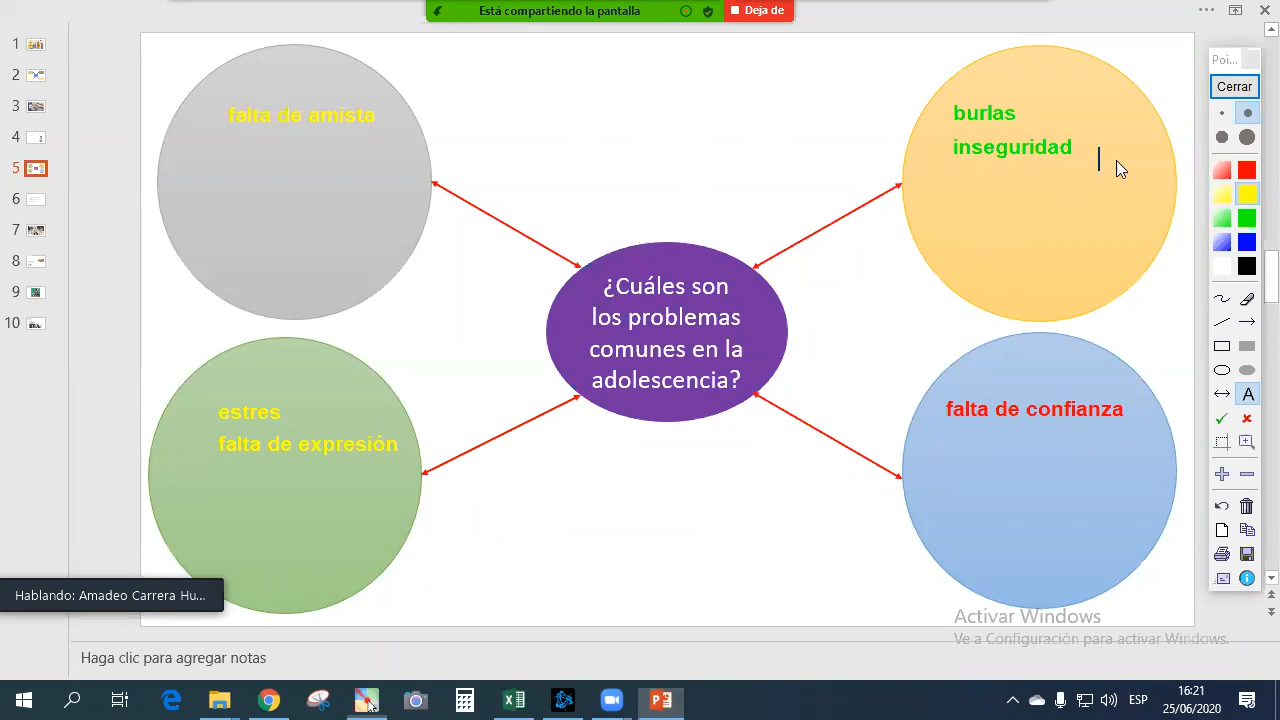 Está compartiendo la pantalla
Deja de
1
2
3
4
5
6
7
8
9
10
falta de amista
burlas
inseguridad
¿Cuáles son
los problemas
comunes en la
adolescencia?
estres
falta de expresión
falta de confianza
Poi...
Cerrar
A
Hablando: Amadeo Carrera Hu...
Activar Windows
Ve a Configuración para activar Windows.
Haga clic para agregar notas
ESP
16:21
25/06/2020